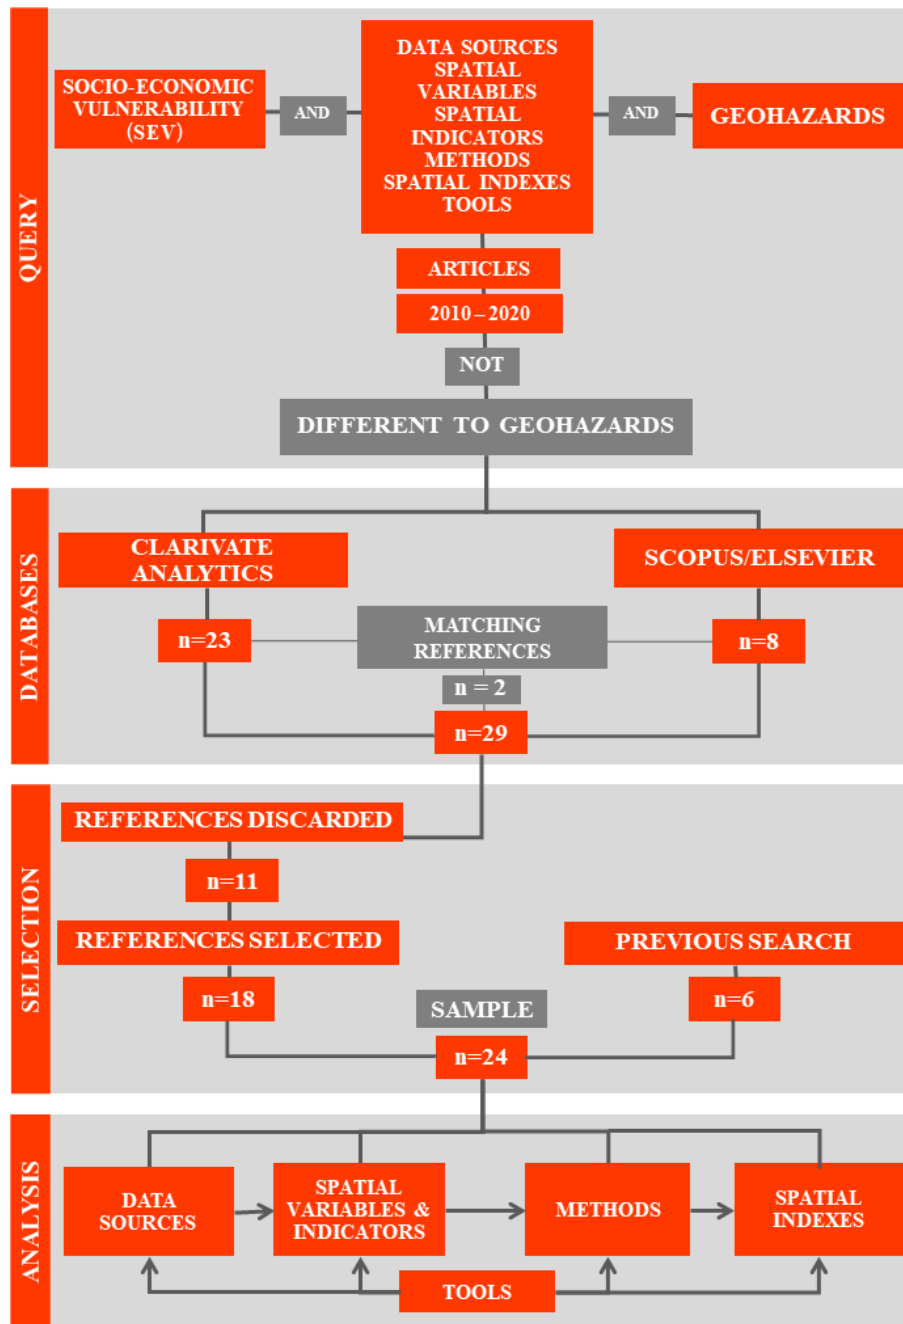 QUERY
SOCIO-ECONOMIC
VULNERABILITY
(SEV)
AND
DATA SOURCES
SPATIAL
VARIABLES
SPATIAL
INDICATORS
METHODS
SPATIAL INDEXES
TOOLS
AND
GEOHAZARDS
ARTICLES
2010 – 2020
NOT
DIFFERENT TO GEOHAZARDS
DATABASES
CLARIVATE
ANALYTICS
SCOPUS/ELSEVIER
n=23
MATCHING
REFERENCES
n=8
n = 2
n=29
SELECTION
REFERENCES DISCARDED
n=11
REFERENCES SELECTED
PREVIOUS SEARCH
n=18
n=6
SAMPLE
n=24
ANALYSIS
DATA
SOURCES
SPATIAL
VARIABLES &
INDICATORS
METHODS
SPATIAL
INDEXES
TOOLS